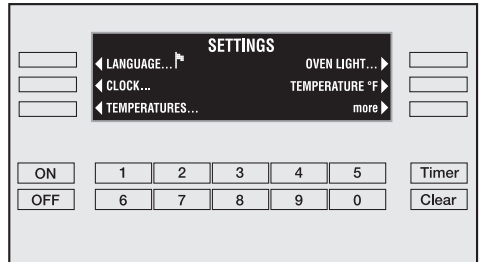 SETTINGS
LANGUAGE... OVEN LIGHT...
CLOCK... TEMPERATURE °F
TEMPERATURES... more
ON 1 2 3 4 5 Timer
OFF 6 7 8 9 0 Clear